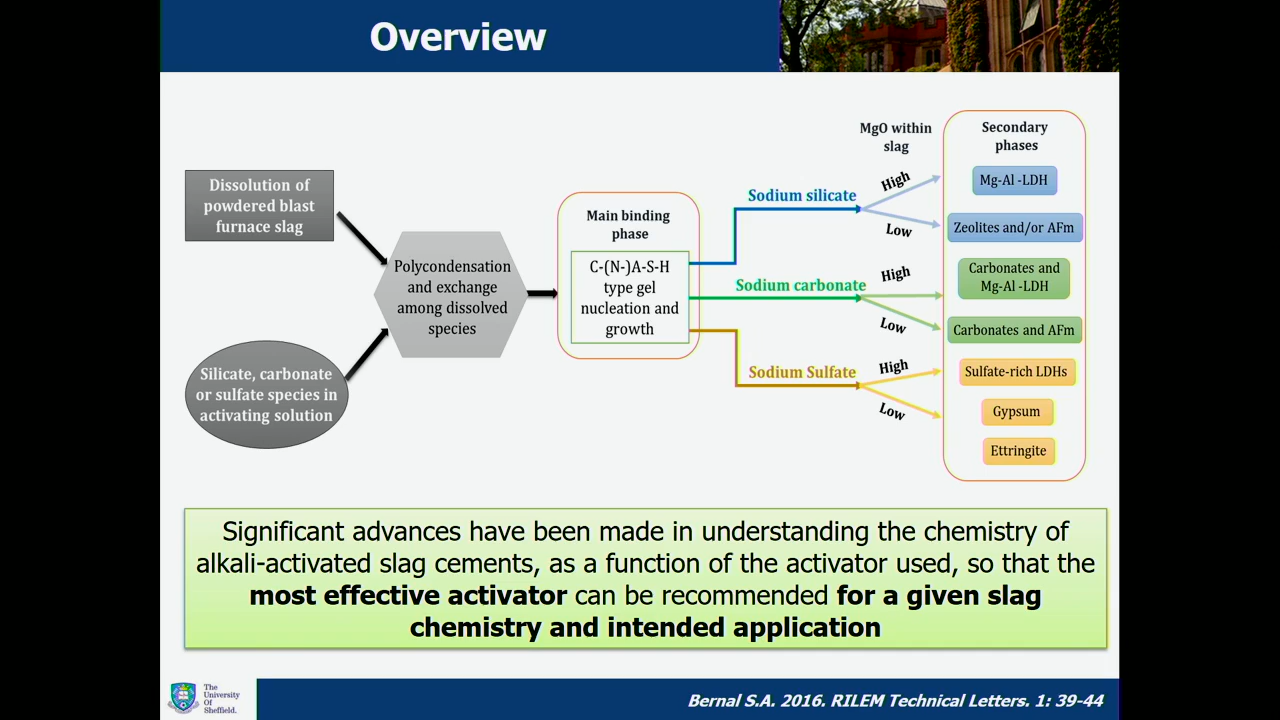 Overview
MgO within
slag
Secondary
phases
Dissolution of
powdered blast
furnace slag
Polycondensation
and exchange
among dissolved
species
Silicate, carbonate
or sulfate species in
activating solution
Main binding
phase
C-(N-)A-S-H
type gel
nucleation and
growth
Sodium silicate
High
Low
Mg-Al -LDH
Zeolites and/or AFm
Sodium carbonate
High
Low
Carbonates and
Mg-Al -LDH
Carbonates and AFm
Sodium Sulfate
High
Low
Sulfate-rich LDHs
Gypsum
Ettringite
Significant advances have been made in understanding the chemistry of
alkali-activated slag cements, as a function of the activator used, so that the
most effective activator can be recommended for a given slag
chemistry and intended application
The
University
Of
Sheffield.
Bernal S.A. 2016. RILEM Technical Letters. 1: 39-44